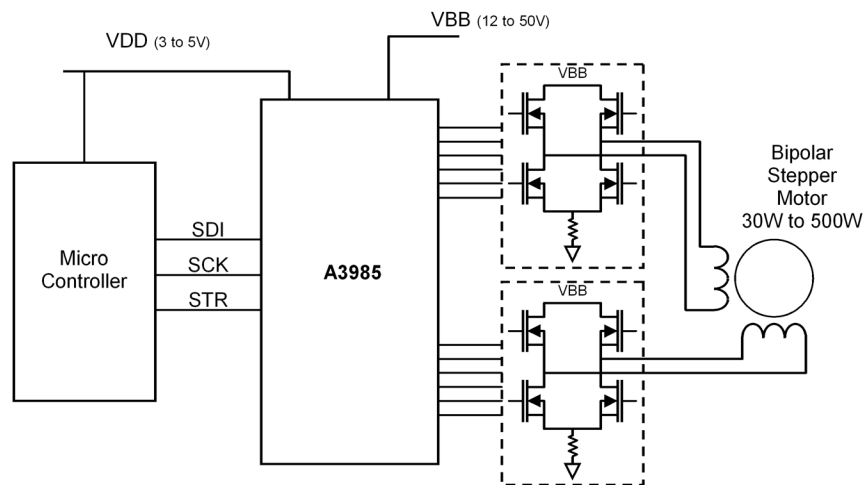 VDD (3 to 5V)
VBB (12 to 50V)
VBB
Bipolar
Stepper
Motor
30W to 500W
Micro
Controller
SDI
SCK
STR
A3985
VBB